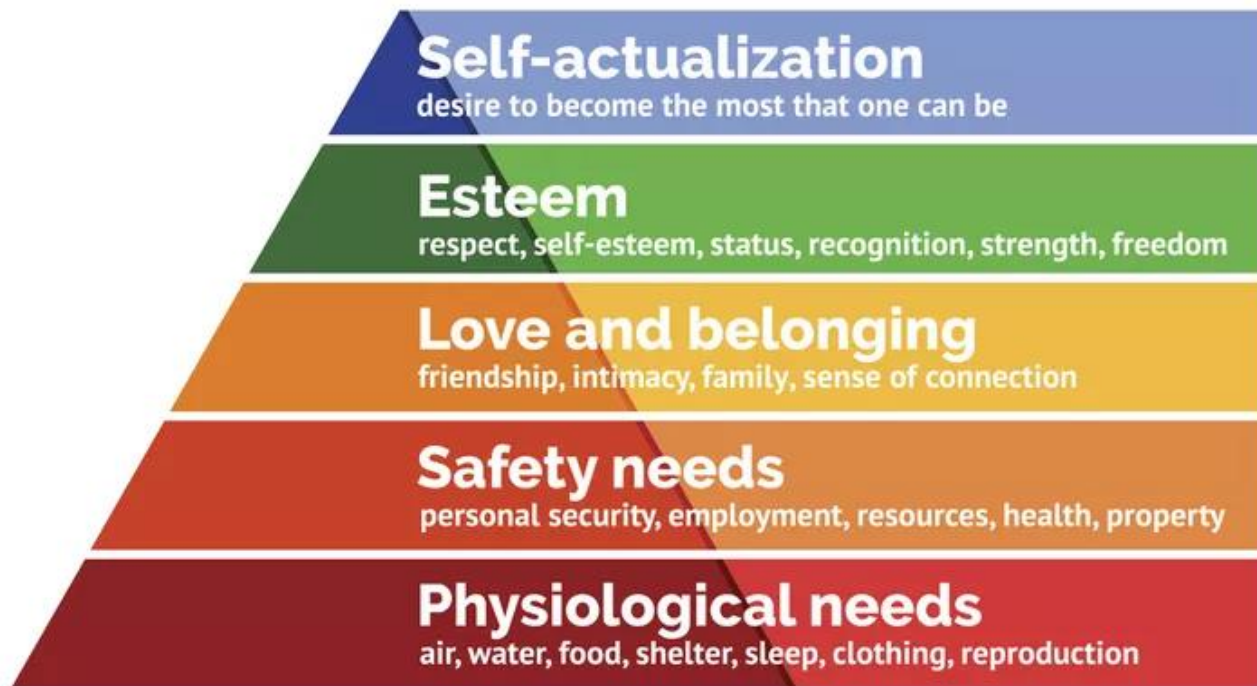 Self-actualization
desire to become the most that one can be
Esteem
respect, self-esteem, status, recognition, strength, freedom
Love and belonging
friendship, intimacy, family, sense of connection
Safety needs
personal security, employment, resources, health, property
Physiological needs
air, water, food, shelter, sleep, clothing, reproduction